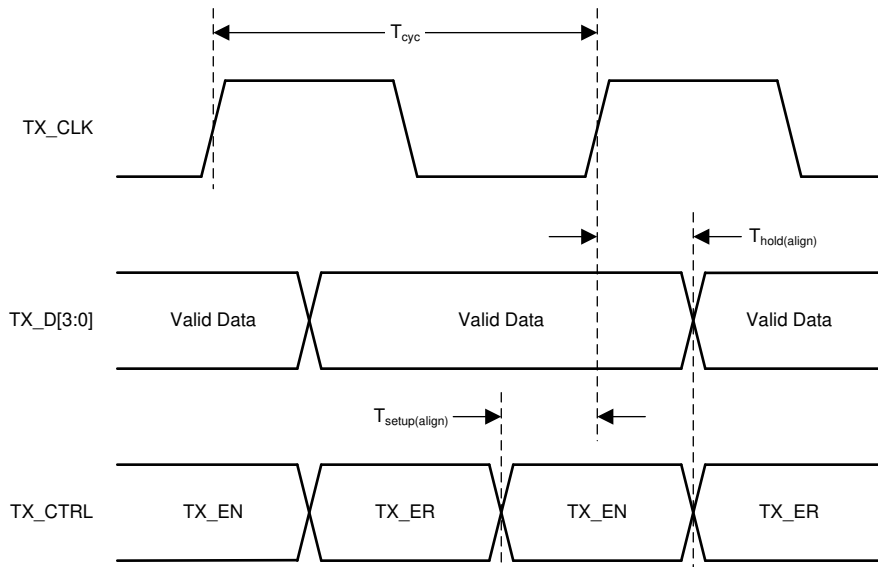 T_cyc
TX_CLK
T_hold(align)
TX_D[3:0]
Valid Data
Valid Data
Valid Data
T_setup(align)
TX_CTRL
TX_EN
TX_ER
TX_EN
TX_ER